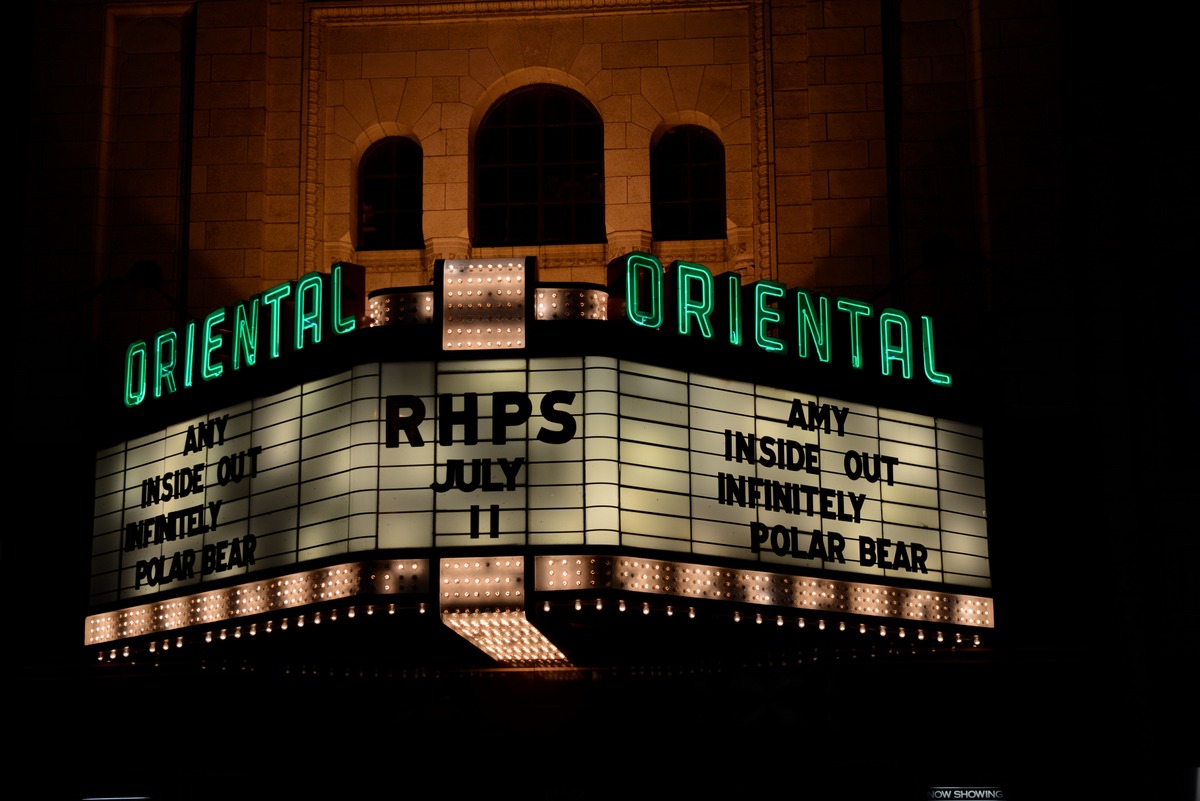 ORIENTAL
ORIENTAL
AMY
INSIDE OUT
INFINITELY
POLAR BEAR
RHPS
JULY
11
AMY
INSIDE OUT
INFINITELY
POLAR BEAR
NOW SHOWING